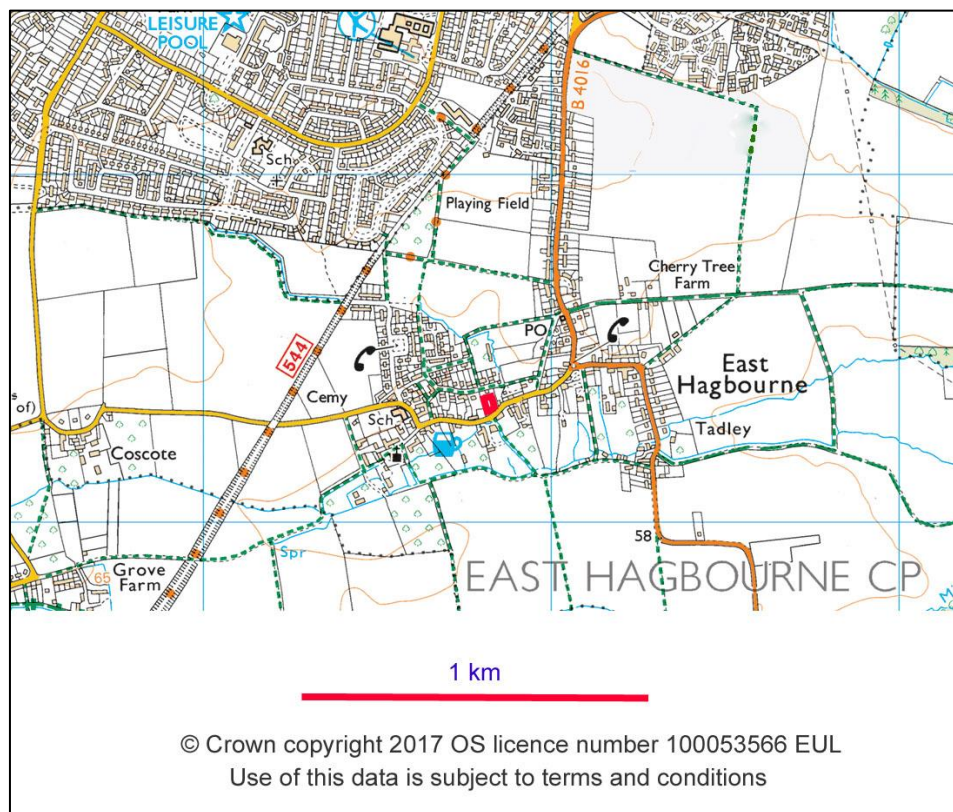 LEISURE
POOL
B 4016
Sch
Playing Field
Cherry Tree
Farm
PO
544
East
Hagbourne
Cemy
Sch
Tadley
of)
Coscote
58
Spr
Grove
Farm
65
EAST HAGBOURNE CP
1 km
© Crown copyright 2017 OS licence number 100053566 EUL
Use of this data is subject to terms and conditions